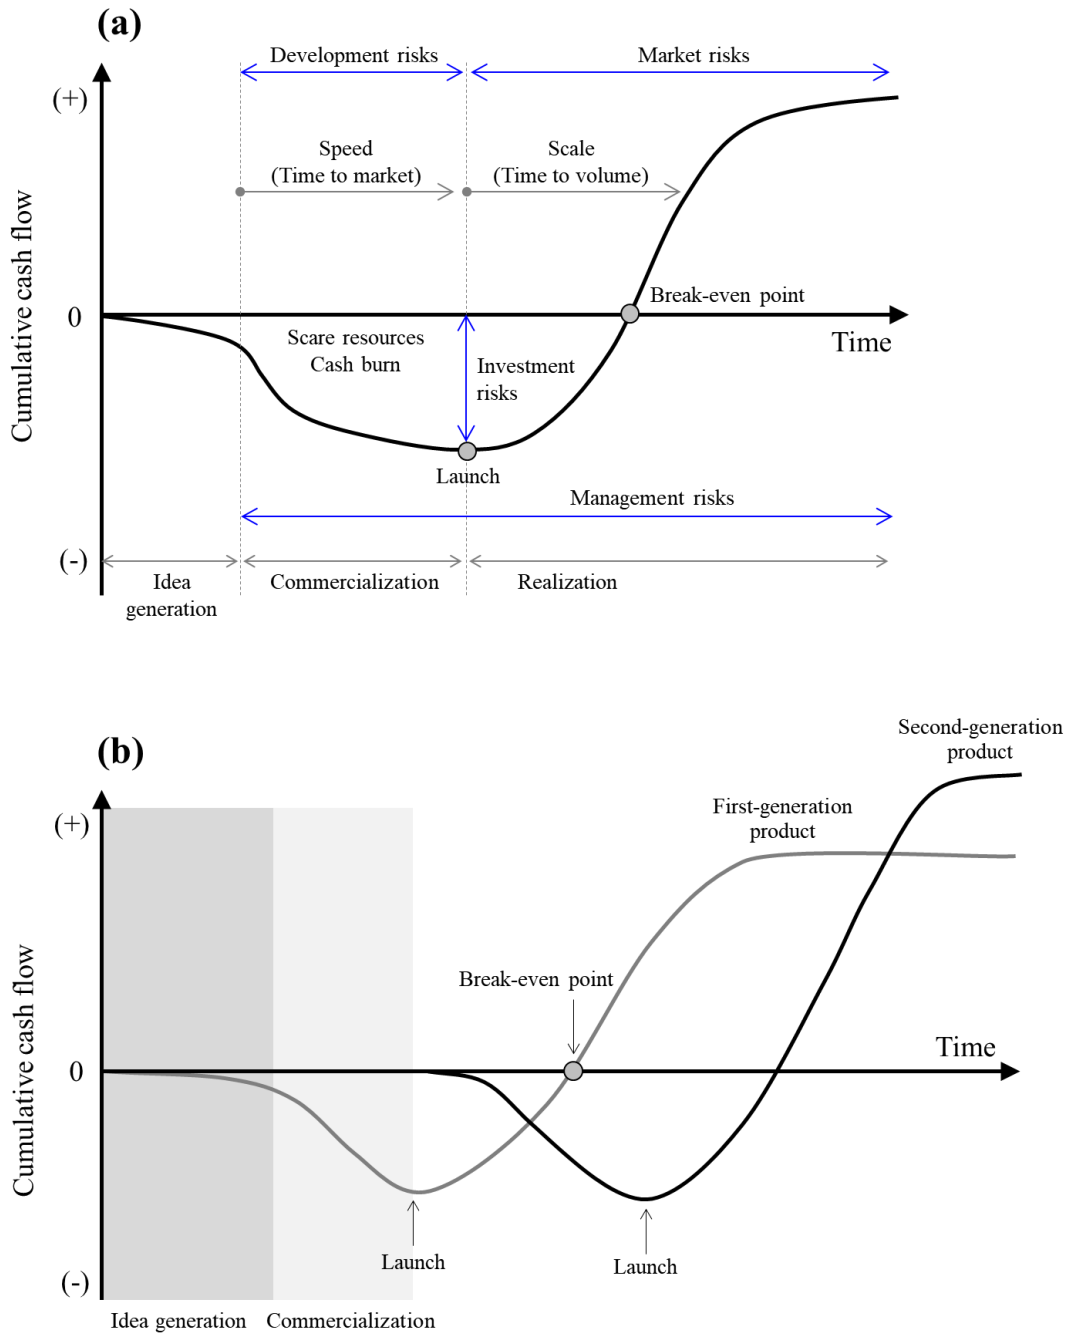 (a)
Development risks
Market risks
(+)
Speed
(Time to market)
Scale
(Time to volume)
Cumulative cash flow
Break-even point
0
Time
Scare resources
Cash burn
Investment
risks
Launch
Management risks
(-)
Idea
generation
Commercialization
Realization
(b)
Second-generation
product
First-generation
product
(+)
Break-even point
Cumulative cash flow
Time
0
Launch
Launch
(-)
Idea generation
Commercialization